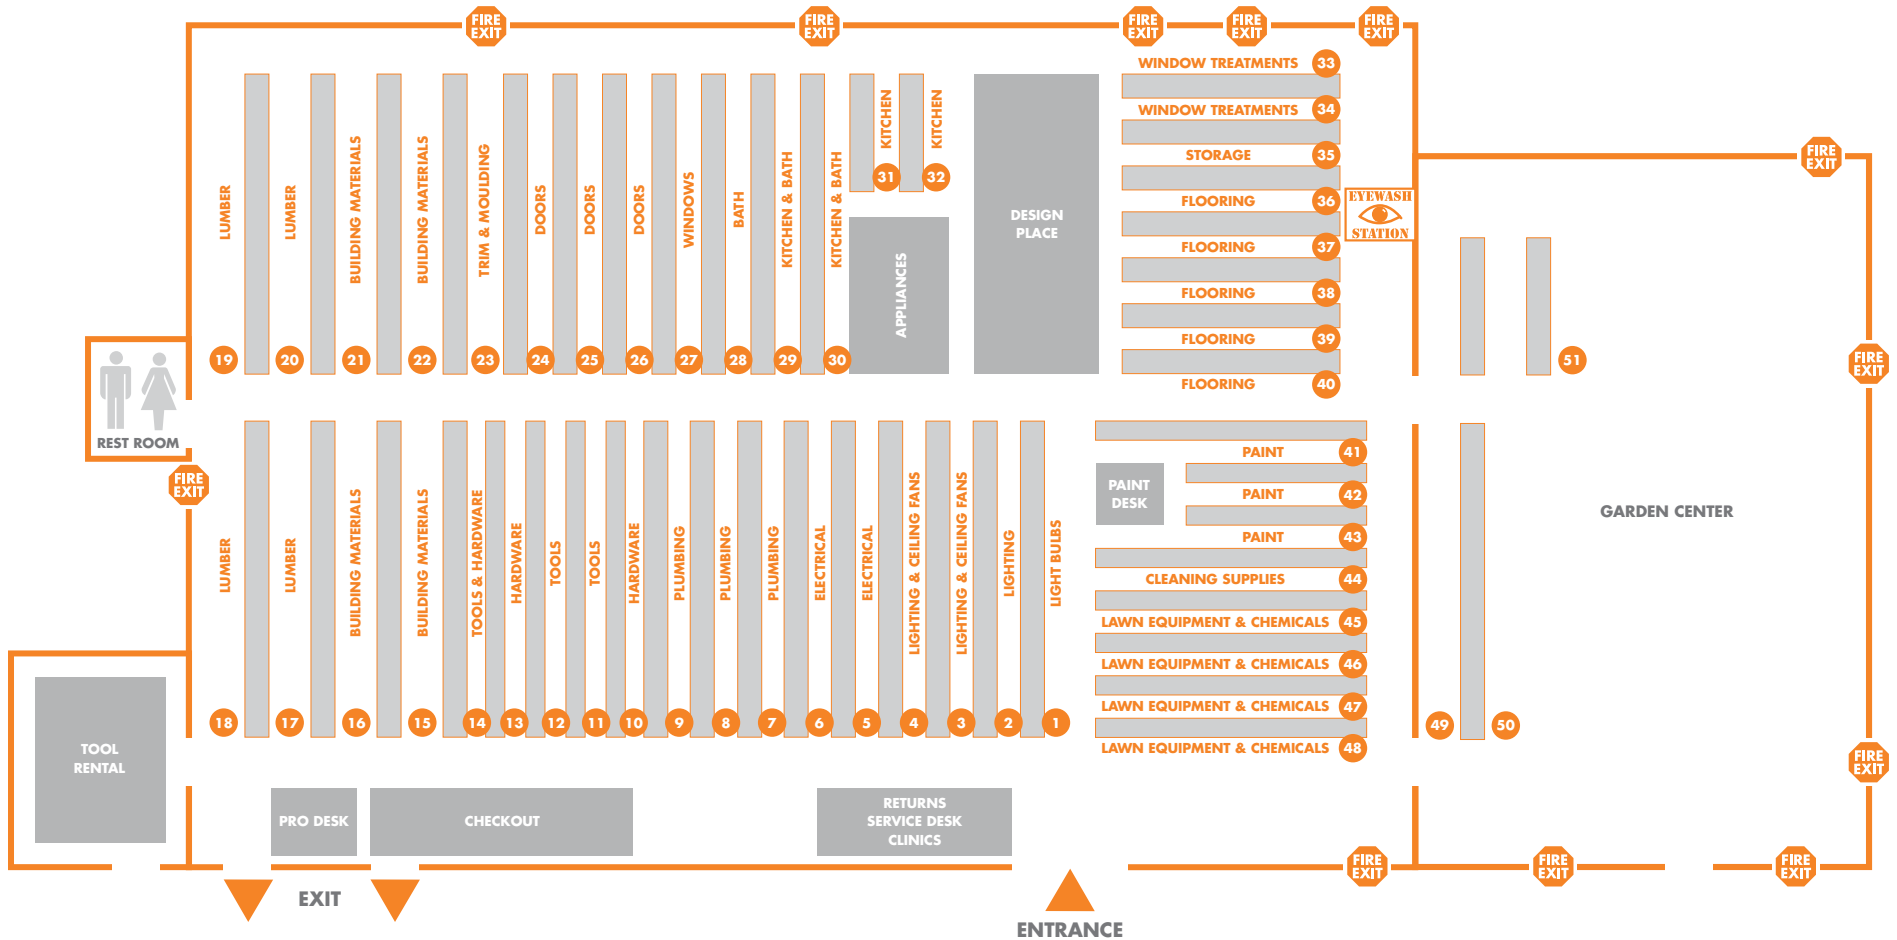 FIRE
EXIT
FIRE
EXIT
FIRE
EXIT
FIRE
EXIT
FIRE
EXIT
WINDOW TREATMENTS 33
WINDOW TREATMENTS 34
STORAGE 35
FLOORING 36
FLOORING 37
FLOORING 38
FLOORING 39
FLOORING 40
EYEWASH
STATION
FIRE
EXIT
FIRE
EXIT
LUMBER 19
LUMBER 20
BUILDING MATERIALS 21
BUILDING MATERIALS 22
TRIM & MOULDING 23
DOORS 24
DOORS 25
DOORS 26
WINDOWS 27
BATH 28
KITCHEN & BATH 29
KITCHEN & BATH 30
KITCHEN 31
KITCHEN 32
APPLIANCES
DESIGN
PLACE
51
REST ROOM
FIRE
EXIT
LUMBER 18
LUMBER 17
BUILDING MATERIALS 16
BUILDING MATERIALS 15
TOOLS & HARDWARE 14
HARDWARE 13
TOOLS 12
TOOLS 11
HARDWARE 10
PLUMBING 9
PLUMBING 8
PLUMBING 7
ELECTRICAL 6
ELECTRICAL 5
LIGHTING & CEILING FANS 4
LIGHTING & CEILING FANS 3
LIGHTING 2
LIGHT BULBS 1
PAINT 41
PAINT
DESK
PAINT 42
PAINT 43
CLEANING SUPPLIES 44
LAWN EQUIPMENT & CHEMICALS 45
LAWN EQUIPMENT & CHEMICALS 46
LAWN EQUIPMENT & CHEMICALS 47
LAWN EQUIPMENT & CHEMICALS 48
49
50
GARDEN CENTER
FIRE
EXIT
TOOL
RENTAL
PRO DESK
CHECKOUT
RETURNS
SERVICE DESK
CLINICS
FIRE
EXIT
FIRE
EXIT
FIRE
EXIT
EXIT
ENTRANCE